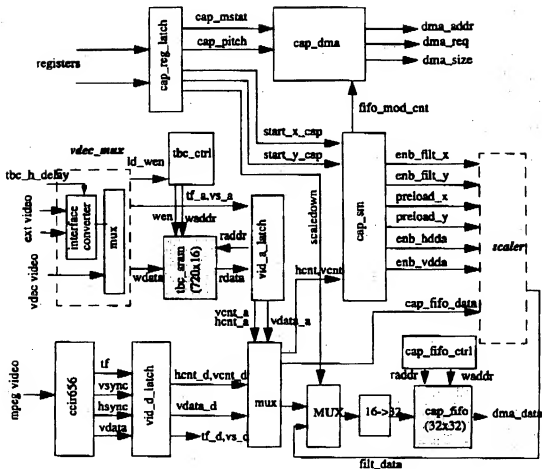 registers
cap_reg_latch
cap_mstat
cap_pitch
cap_dma
dma_addr
dma_req
dma_size
fifo_mod_cnt
start_x_cap
start_y_cap
scaledown
cap_sm
enb_filt_x
enb_filt_y
preload_x
preload_y
enb_hdda
enb_vdda
scaler
vdec_mux
tbc_h_delay
ext video
vdec video
interface
converter
mux
ld_wen
tbc_ctrl
wen
waddr
tf_a,vs_a
raddr
tbc_sram
(720x16)
wdata
rdata
vid_a_latch
hcnt,vcnt
vcnt_a
hcnt_a
vdata_a
cap_fifo_data
cap_fifo_ctrl
raddr
waddr
mpeg video
ccir656
tf
vsync
hsync
vdata
vid_d_latch
hcnt_d,vcnt_d
vdata_d
tf_d,vs_d
mux
MUX
16->32
cap_fifo
(32x32)
dma_data
filt_data